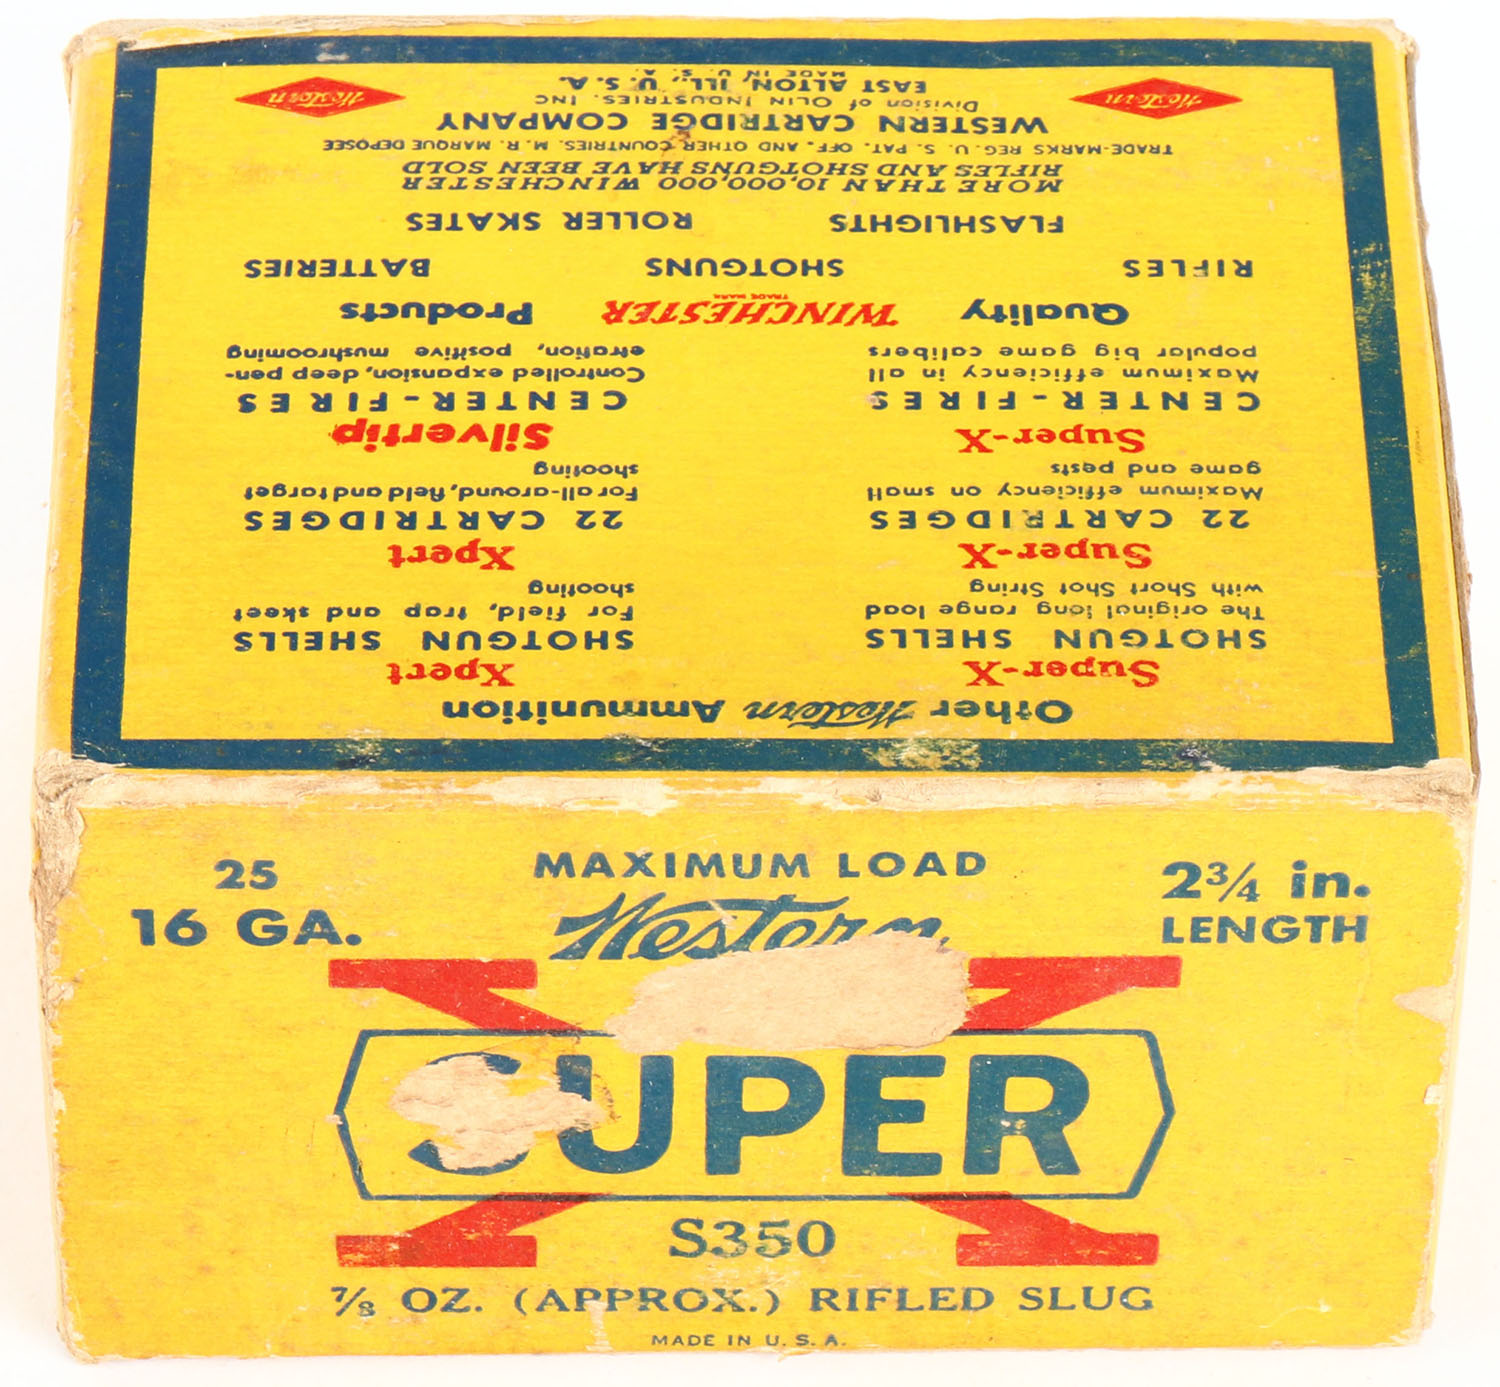 Western
Western
WESTERN CARTRIDGE COMPANY
Division of OLIN INDUSTRIES, INC
EAST ALTON, ILL., U. S. A.
MADE IN U. S. A.
TRADE-MARKS REG. U. S. PAT. OFF. AND OTHER COUNTRIES. M. R. MARQUE DEPOSEE
MORE THAN 10,000,000 WINCHESTER
RIFLES AND SHOTGUNS HAVE BEEN SOLD
FLASHLIGHTS ROLLER SKATES
RIFLES SHOTGUNS BATTERIES
Quality WINCHESTER Products
TRADE MARK
Other Western Ammunition
Super-X
SHOTGUN SHELLS
The original long range load
with Short Shot String
Super-X
22 CARTRIDGES
Maximum efficiency on small
game and pests
Super-X
CENTER-FIRES
Maximum efficiency in all
popular big game calibers
Xpert
SHOTGUN SHELLS
For field, trap and skeet
shooting
Xpert
22 CARTRIDGES
For all-around, field and target
shooting
Silvertip
CENTER-FIRES
Controlled expansion, deep pen-
etration, positive mushrooming
25
16 GA.
MAXIMUM LOAD
Western
2¾ in.
LENGTH
X
SUPER
S350
⅞ OZ. (APPROX.) RIFLED SLUG
MADE IN U. S. A.